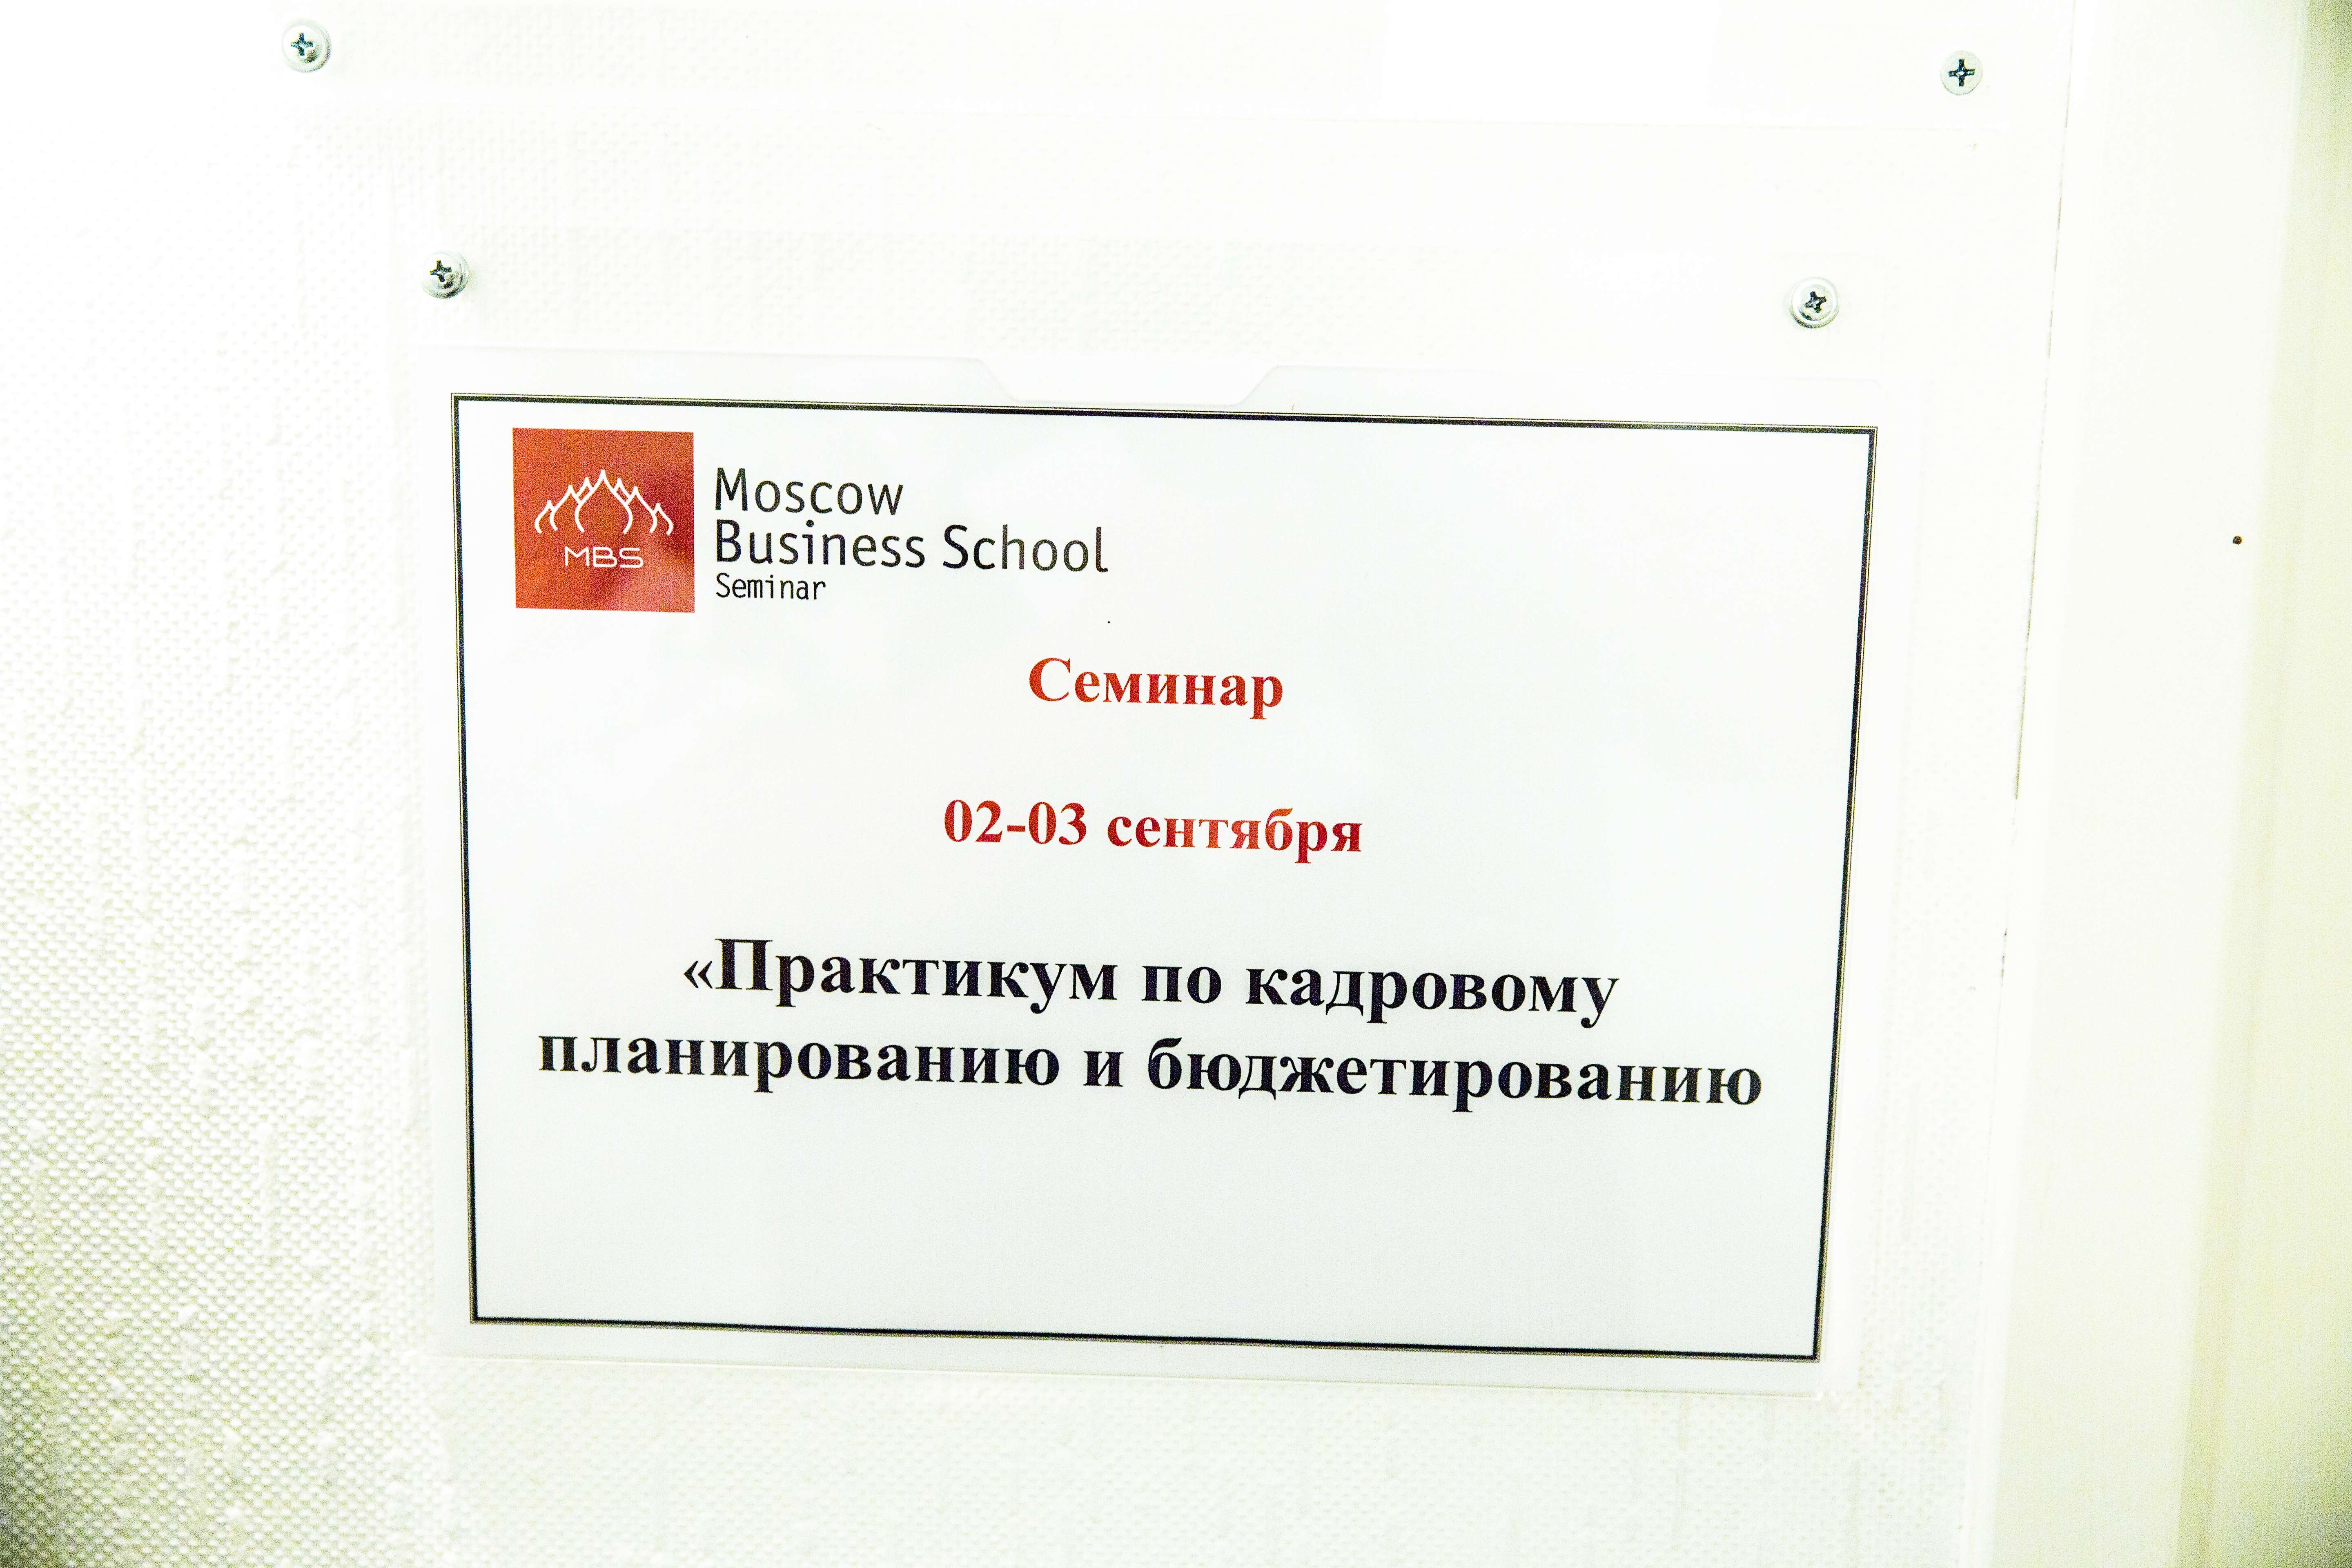 MBS
Moscow
Business School
Seminar
Семинар
02-03 сентября
«Практикум по кадровому
планированию и бюджетированию